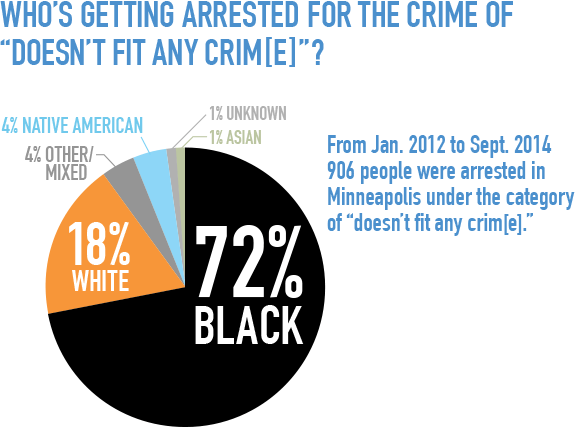 WHO'S GETTING ARRESTED FOR THE CRIME OF
“DOESN'T FIT ANY CRIM[E]”?
1% UNKNOWN
4% NATIVE AMERICAN
1% ASIAN
4% OTHER/
MIXED
From Jan. 2012 to Sept. 2014
906 people were arrested in
Minneapolis under the category
of “doesn't fit any crim[e].”
18%
WHITE
72%
BLACK